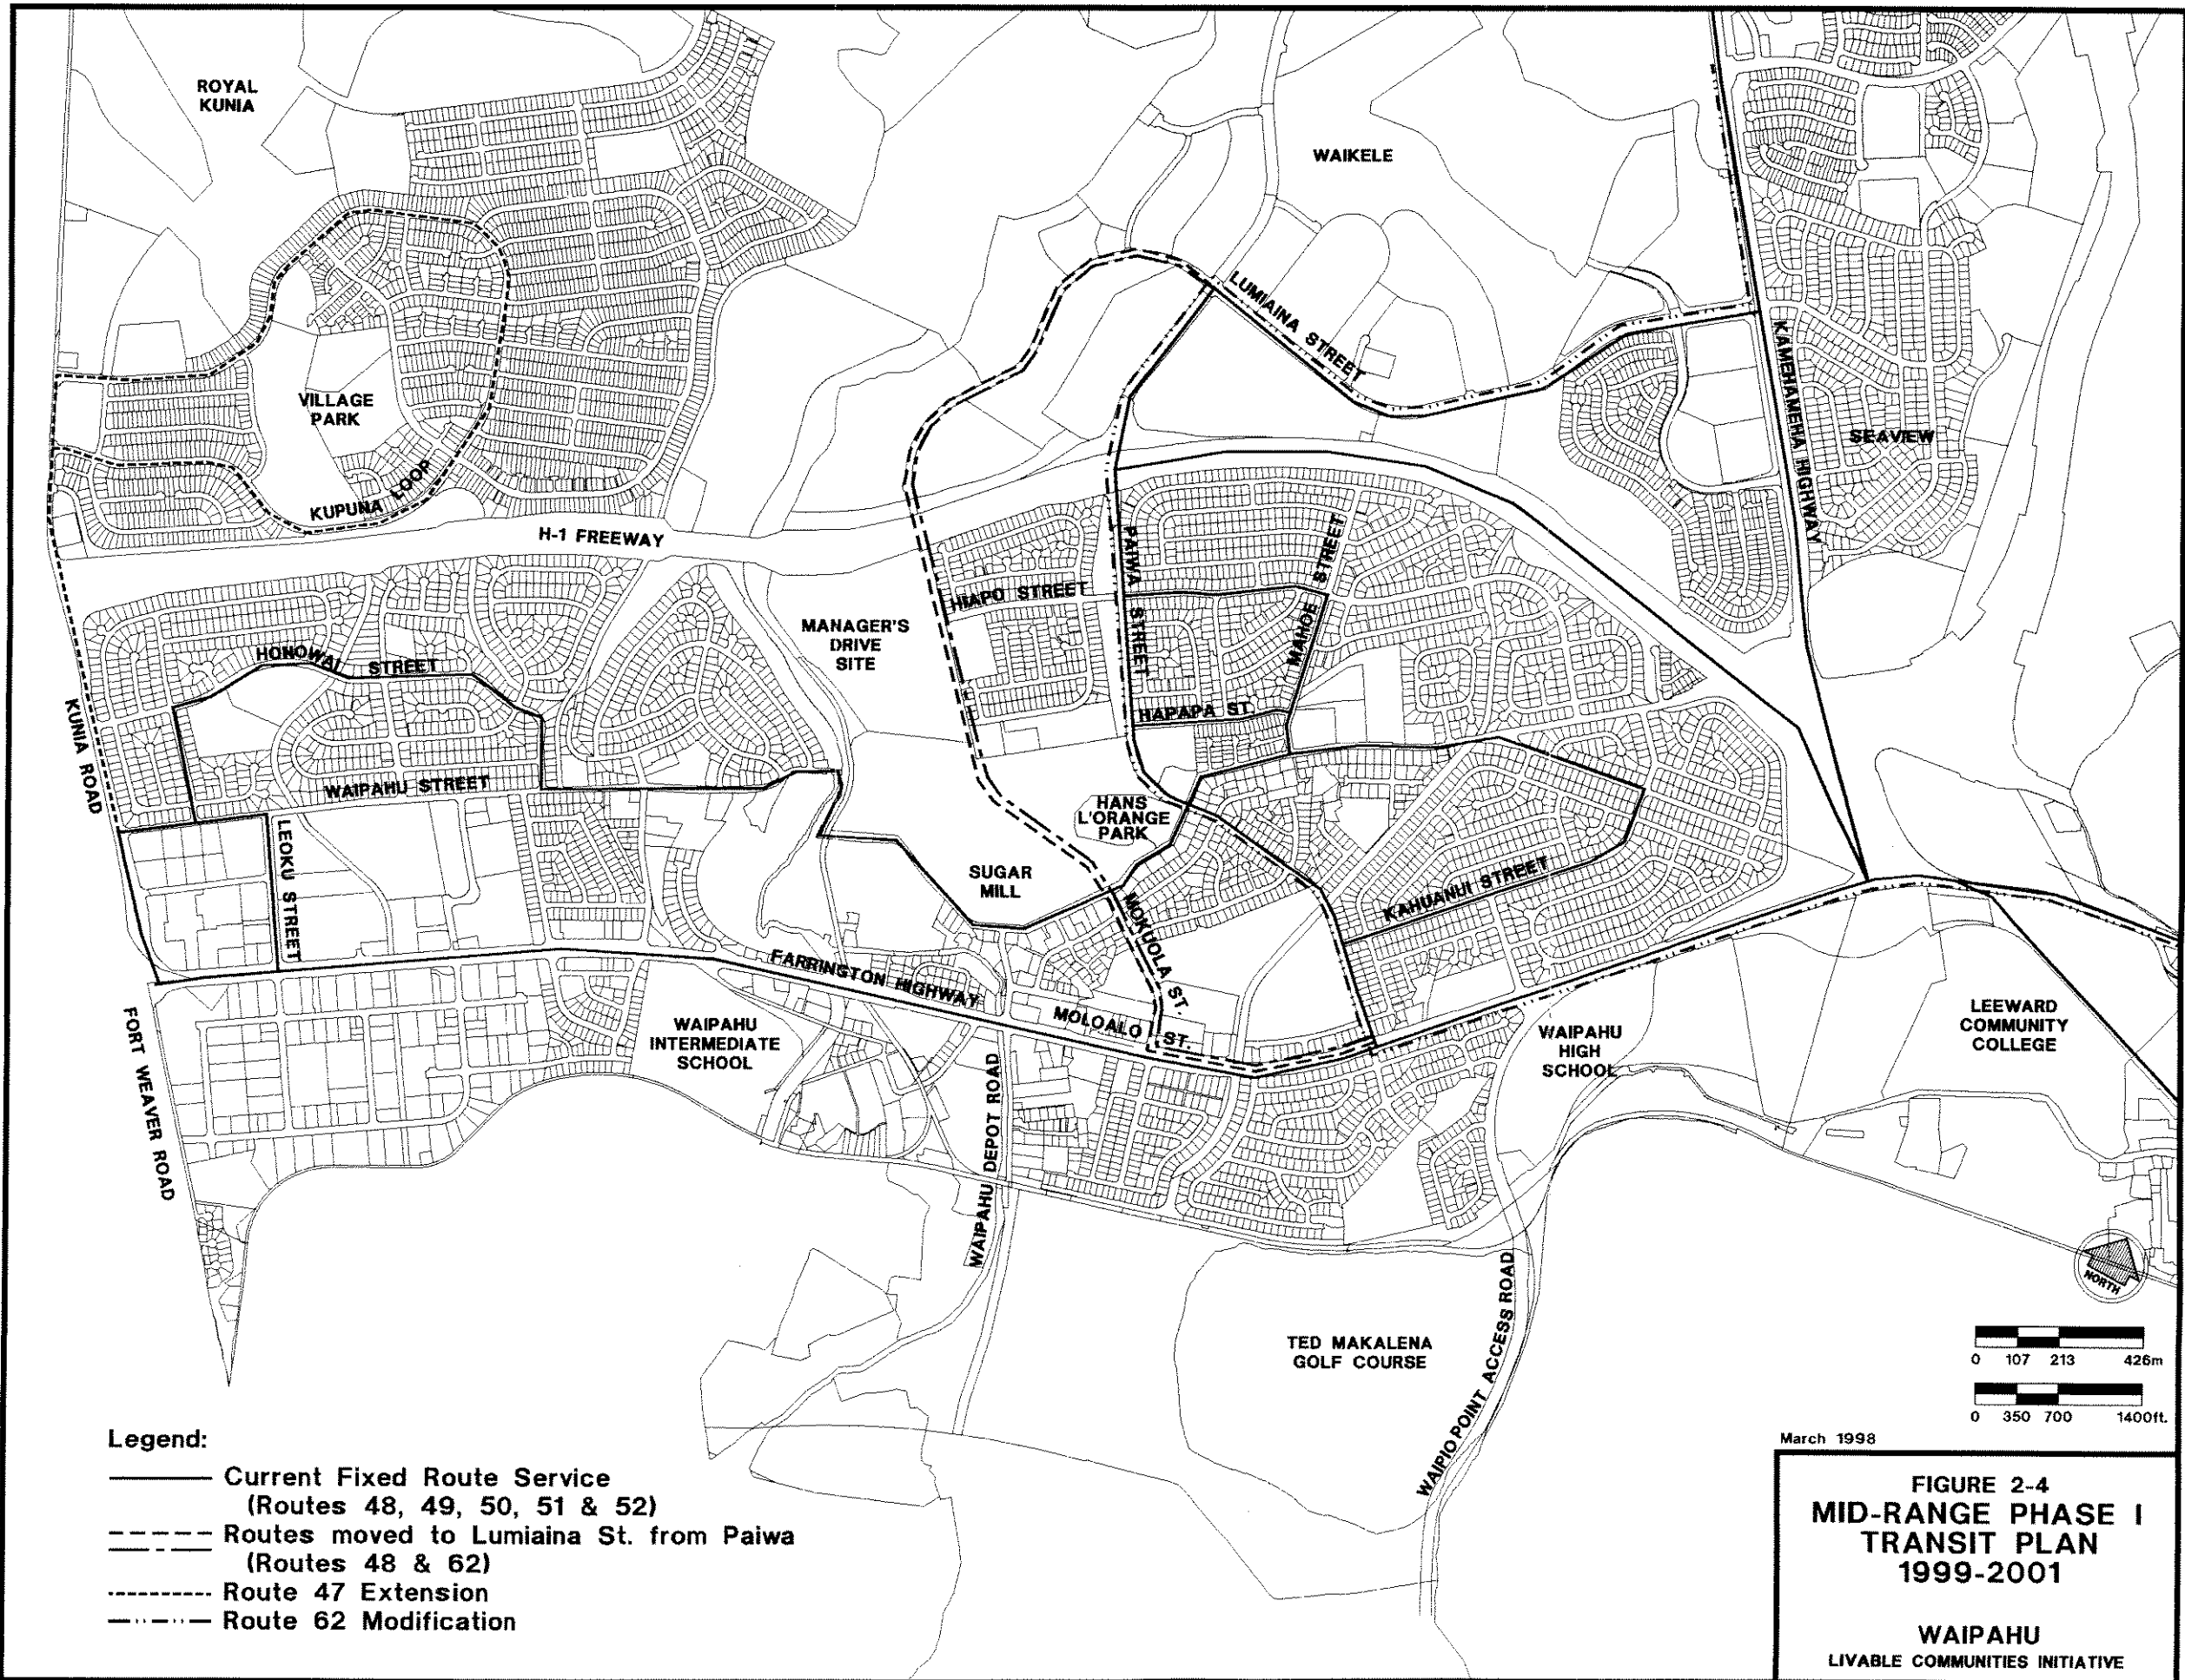 ROYAL
KUNIA
WAIKELE
LUMIAINA STREET
KAMEHAMEHA HIGHWAY
SEAVIEW
VILLAGE
PARK
KUPUNA LOOP
H-1 FREEWAY
HIAPO STREET
PAIWA STREET
MAHOE STREET
MANAGER'S
DRIVE
SITE
HONOWAI STREET
KUNIA ROAD
HAPAPA ST.
WAIPAHU STREET
LEOKU STREET
HANS
L'ORANGE
PARK
SUGAR
MILL
MOKUOLA ST.
KAHUANUI STREET
FARRINGTON HIGHWAY
MOLOALO ST.
FORT WEAVER ROAD
WAIPAHU
INTERMEDIATE
SCHOOL
WAIPAHU DEPOT ROAD
WAIPAHU
HIGH
SCHOOL
LEEWARD
COMMUNITY
COLLEGE
TED MAKALENA
GOLF COURSE
WAIPIO POINT ACCESS ROAD
NORTH
0 107 213 426m
0 350 700 1400ft.
March 1998
Legend:
Current Fixed Route Service
(Routes 48, 49, 50, 51 & 52)
Routes moved to Lumiaina St. from Paiwa
(Routes 48 & 62)
Route 47 Extension
Route 62 Modification
FIGURE 2-4
MID-RANGE PHASE I
TRANSIT PLAN
1999-2001
WAIPAHU
LIVABLE COMMUNITIES INITIATIVE